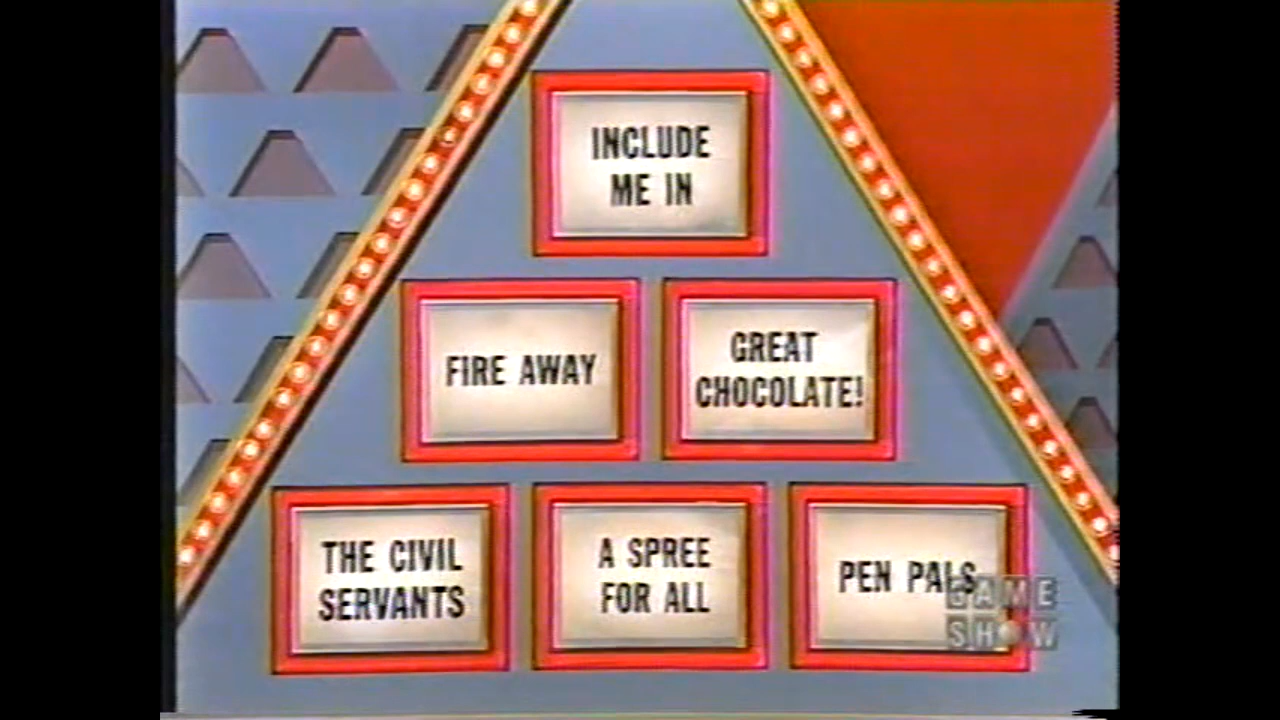 INCLUDE
ME IN
FIRE AWAY
GREAT
CHOCOLATE!
THE CIVIL
SERVANTS
A SPREE
FOR ALL
PEN PALS
GAME
SHOW